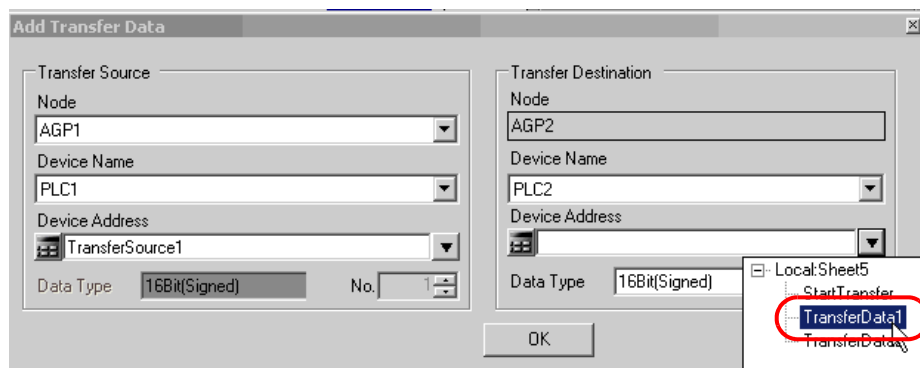 Add Transfer Data
Transfer Source
Node
AGP1
Device Name
PLC1
Device Address
TransferSource1
Data Type 16Bit(Signed) No. 1
Transfer Destination
Node
AGP2
Device Name
PLC2
Device Address
Data Type 16Bit(Signed)
Local:Sheet5
StartTransfer
TransferData1
OK